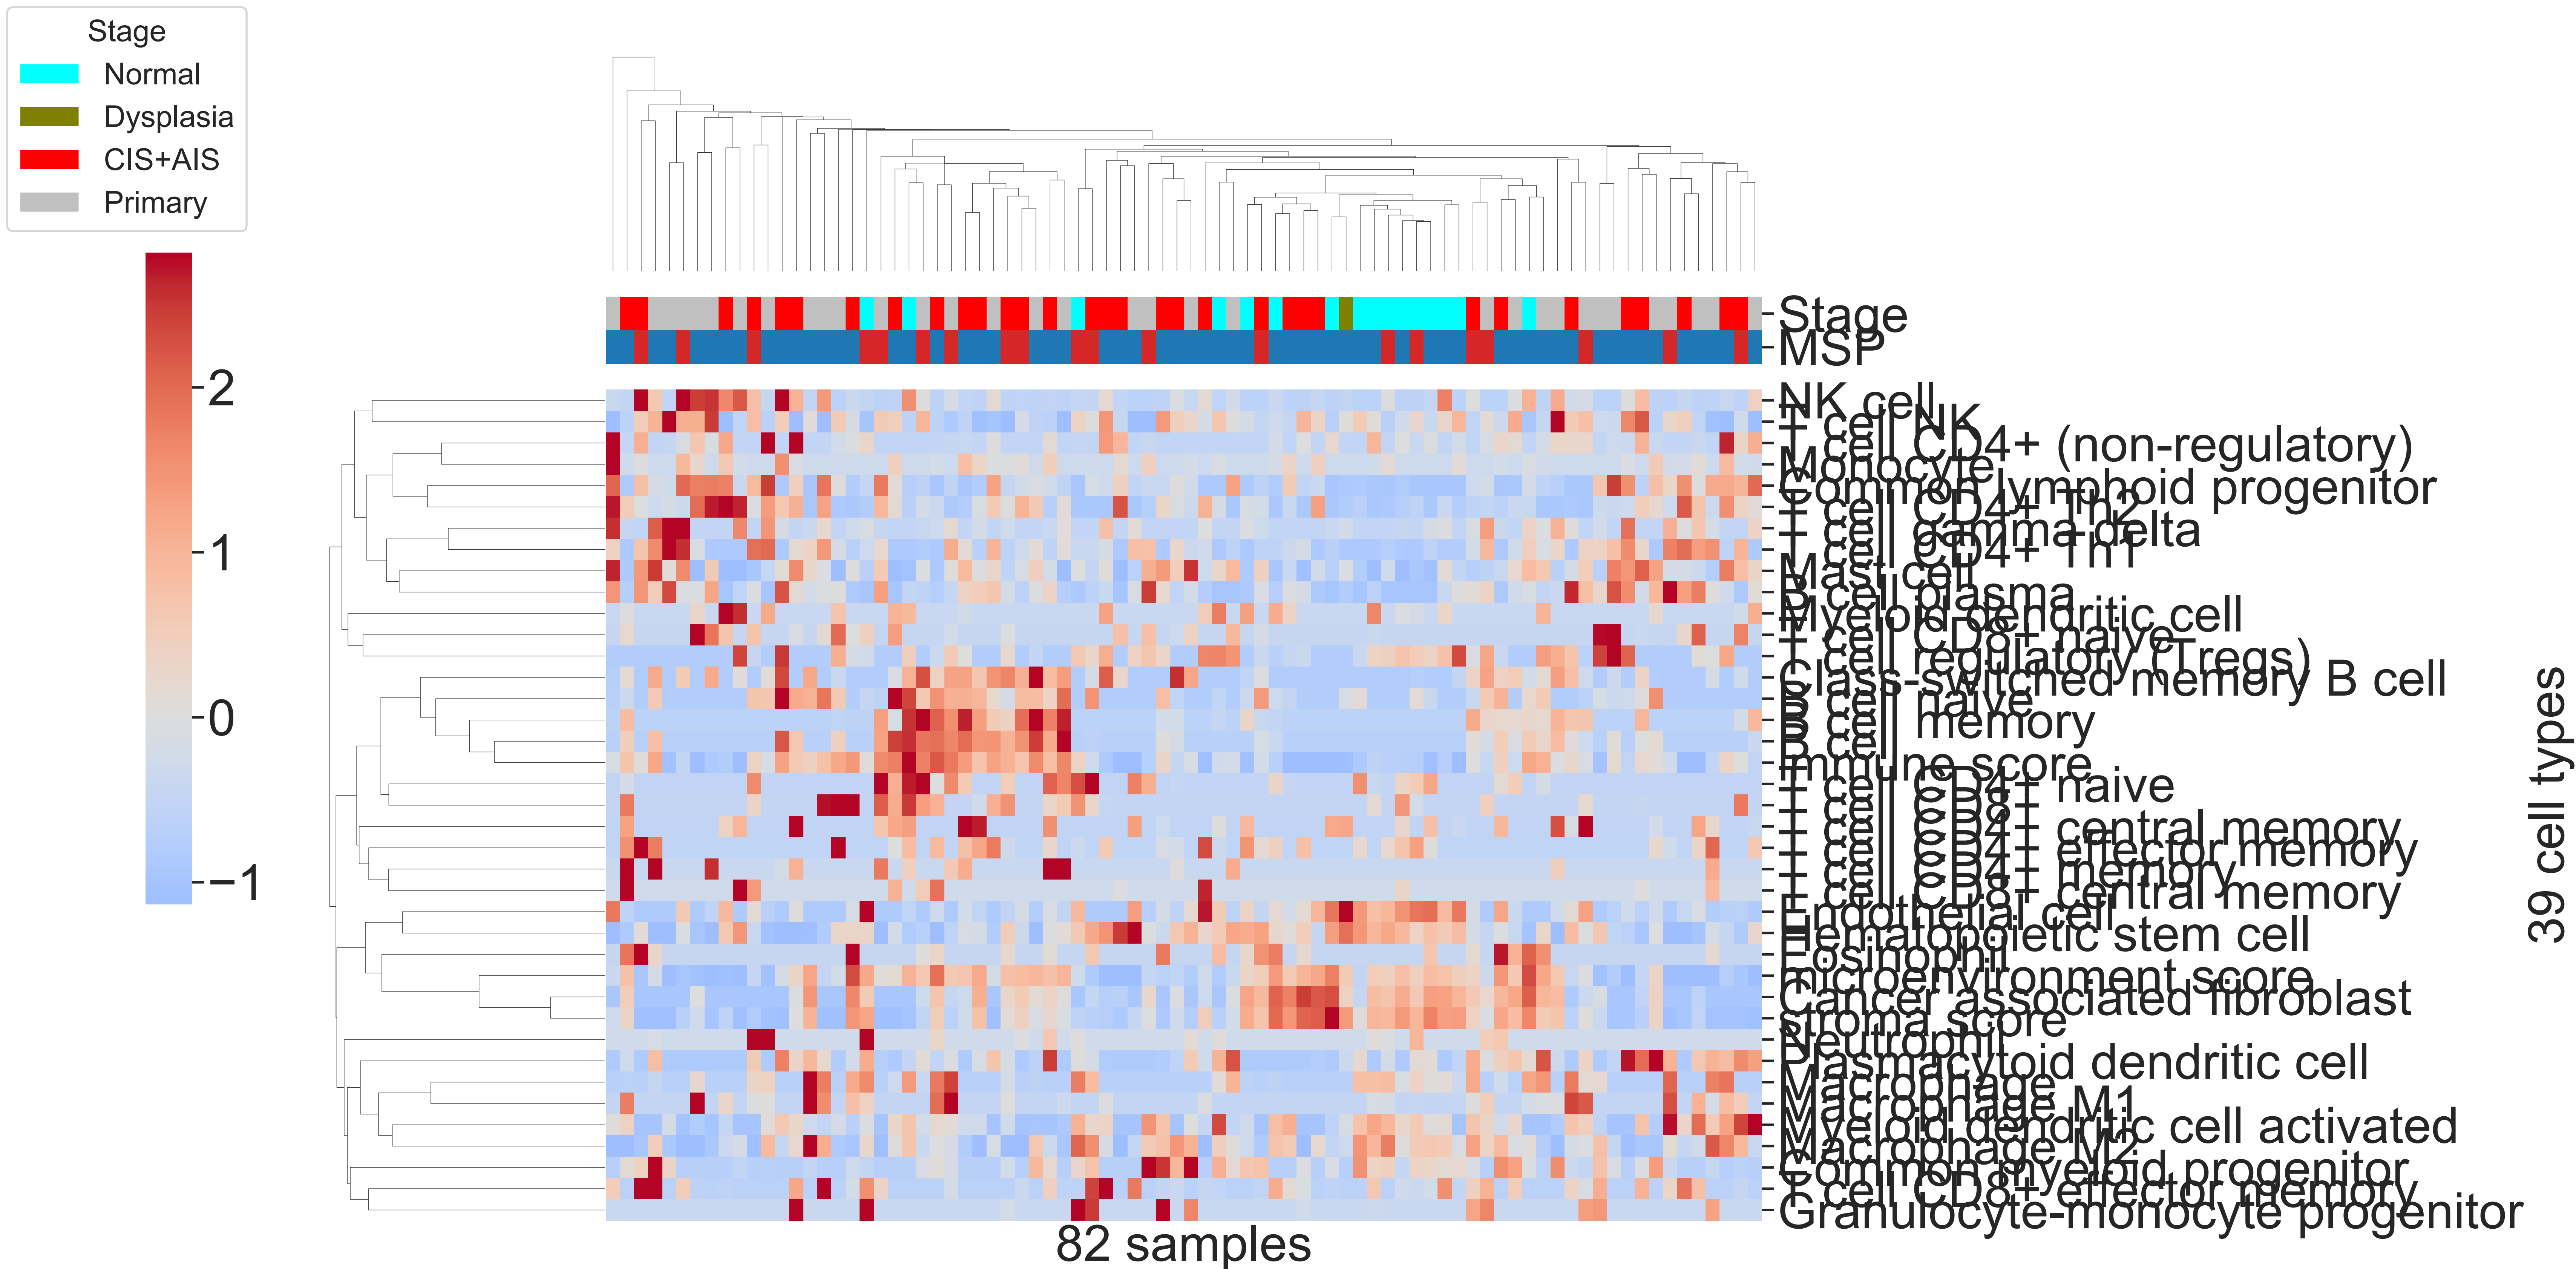 Stage
Normal
Dysplasia
CIS+AIS
Primary
2
1
0
−1
Stage
MSP
NK cell
T cell NK
T cell CD4+ (non-regulatory)
Monocyte
Common lymphoid progenitor
T cell CD4+ Th2
T cell gamma delta
T cell CD4+ Th1
Mast cell
B cell plasma
Myeloid dendritic cell
T cell CD8+ naive
T cell regulatory (Tregs)
Class-switched memory B cell
B cell naive
B cell memory
B cell
immune score
T cell CD4+ naive
T cell CD8+
T cell CD4+ central memory
T cell CD4+ effector memory
T cell CD4+ memory
T cell CD8+ central memory
Endothelial cell
Hematopoietic stem cell
Eosinophil
microenvironment score
Cancer associated fibroblast
stroma score
Neutrophil
Plasmacytoid dendritic cell
Macrophage
Macrophage M1
Myeloid dendritic cell activated
Macrophage M2
Common myeloid progenitor
T cell CD8+ effector memory
Granulocyte-monocyte progenitor
39 cell types
82 samples